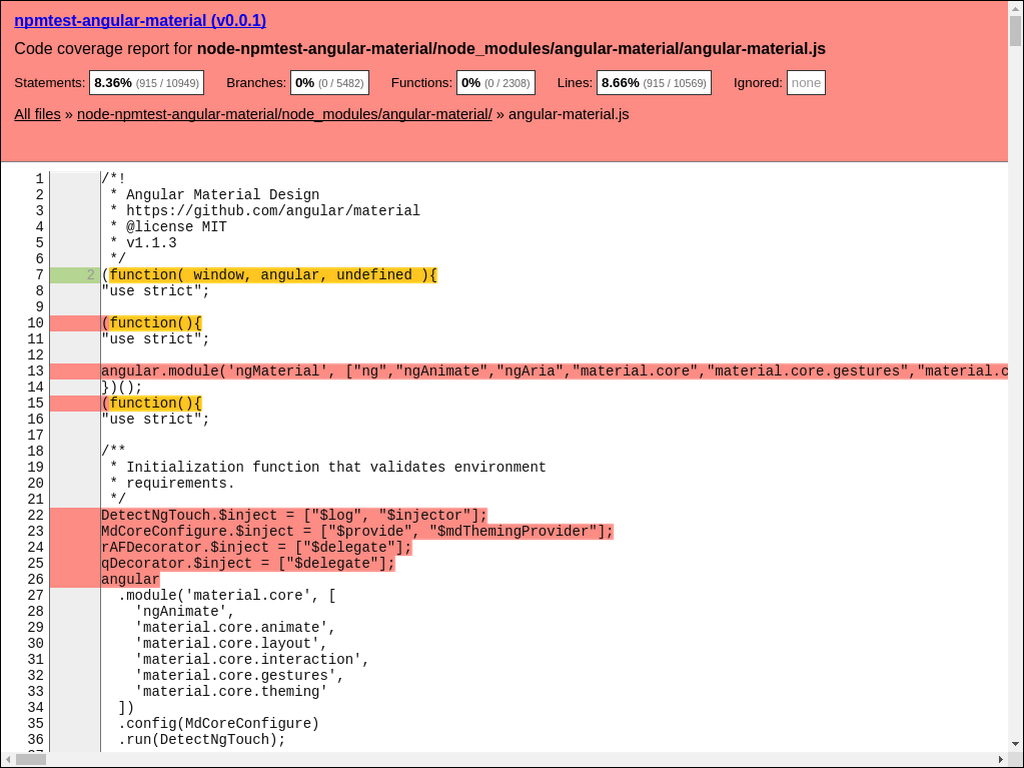 npmtest-angular-material (v0.0.1)
Code coverage report for node-npmtest-angular-material/node_modules/angular-material/angular-material.js
Statements: 8.36% (915 / 10949) Branches: 0% (0 / 5482) Functions: 0% (0 / 2308) Lines: 8.66% (915 / 10569) Ignored: none
All files » node-npmtest-angular-material/node_modules/angular-material/ » angular-material.js
1 /*!
2  * Angular Material Design
3  * https://github.com/angular/material
4  * @license MIT
5  * v1.1.3
6  */
7 2 (function( window, angular, undefined ){
8 "use strict";
9
10 (function(){
11 "use strict";
12
13 angular.module('ngMaterial', ["ng","ngAnimate","ngAria","material.core","material.core.gestures","material.c
14 })();
15 (function(){
16 "use strict";
17
18 /**
19  * Initialization function that validates environment
20  * requirements.
21  */
22 DetectNgTouch.$inject = ["$log", "$injector"];
23 MdCoreConfigure.$inject = ["$provide", "$mdThemingProvider"];
24 rAFDecorator.$inject = ["$delegate"];
25 qDecorator.$inject = ["$delegate"];
26 angular
27   .module('material.core', [
28     'ngAnimate',
29     'material.core.animate',
30     'material.core.layout',
31     'material.core.interaction',
32     'material.core.gestures',
33     'material.core.theming'
34   ])
35   .config(MdCoreConfigure)
36   .run(DetectNgTouch);